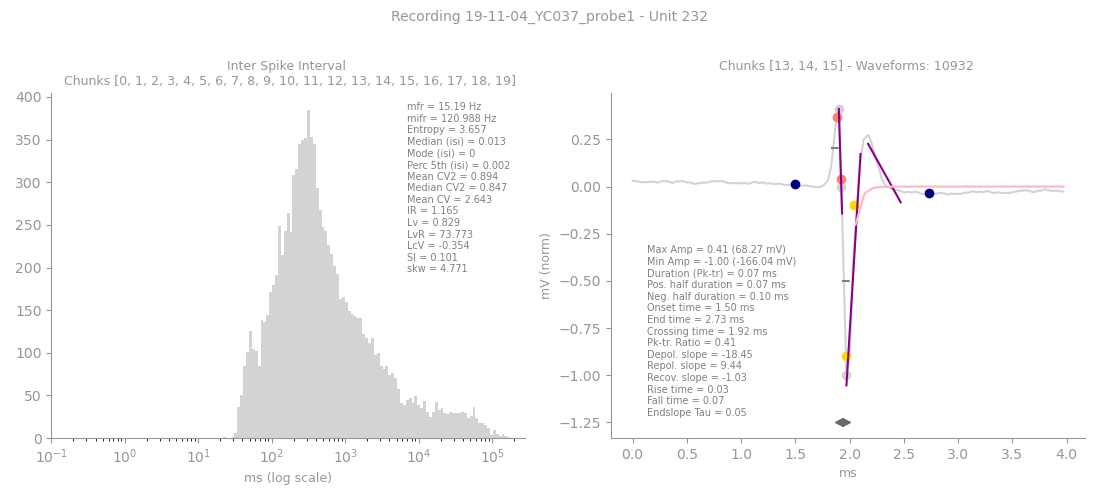 Recording 19-11-04_YC037_probe1 - Unit 232
Inter Spike Interval
Chunks [0, 1, 2, 3, 4, 5, 6, 7, 8, 9, 10, 11, 12, 13, 14, 15, 16, 17, 18, 19]
400
350
300
250
200
150
100
50
0
mfr = 15.19 Hz
mifr = 120.988 Hz
Entropy = 3.657
Median (isi) = 0.013
Mode (isi) = 0
Perc 5th (isi) = 0.002
Mean CV2 = 0.894
Median CV2 = 0.847
Mean CV = 2.643
IR = 1.165
Lv = 0.829
LvR = 73.773
LcV = -0.354
SI = 0.101
skw = 4.771
10⁻¹ 10⁰ 10¹ 10² 10³ 10⁴ 10⁵
ms (log scale)
Chunks [13, 14, 15] - Waveforms: 10932
mV (norm)
0.25
0.00
−0.25
−0.50
−0.75
−1.00
−1.25
Max Amp = 0.41 (68.27 mV)
Min Amp = -1.00 (-166.04 mV)
Duration (Pk-tr) = 0.07 ms
Pos. half duration = 0.07 ms
Neg. half duration = 0.10 ms
Onset time = 1.50 ms
End time = 2.73 ms
Crossing time = 1.92 ms
Pk-tr. Ratio = 0.41
Depol. slope = -18.45
Repol. slope = 9.44
Recov. slope = -1.03
Rise time = 0.03
Fall time = 0.07
Endslope Tau = 0.05
0.0 0.5 1.0 1.5 2.0 2.5 3.0 3.5 4.0
ms